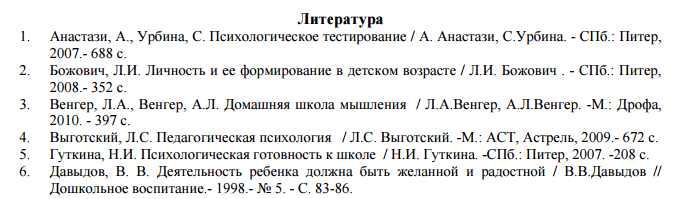 Литература
1. Анастази, А., Урбина, С. Психологическое тестирование / А. Анастази, С.Урбина. - СПб.: Питер,
2007.- 688 с.
2. Божович, Л.И. Личность и ее формирование в детском возрасте / Л.И. Божович . - СПб.: Питер,
2008.- 352 с.
3. Венгер, Л.А., Венгер, А.Л. Домашняя школа мышления / Л.А.Венгер, А.Л.Венгер. -М.: Дрофа,
2010. - 397 с.
4. Выготский, Л.С. Педагогическая психология / Л.С. Выготский. -М.: АСТ, Астрель, 2009.- 672 с.
5. Гуткина, Н.И. Психологическая готовность к школе / Н.И. Гуткина. -СПб.: Питер, 2007. -208 с.
6. Давыдов, В. В. Деятельность ребенка должна быть желанной и радостной / В.В.Давыдов //
Дошкольное воспитание.- 1998.- № 5. - С. 83-86.